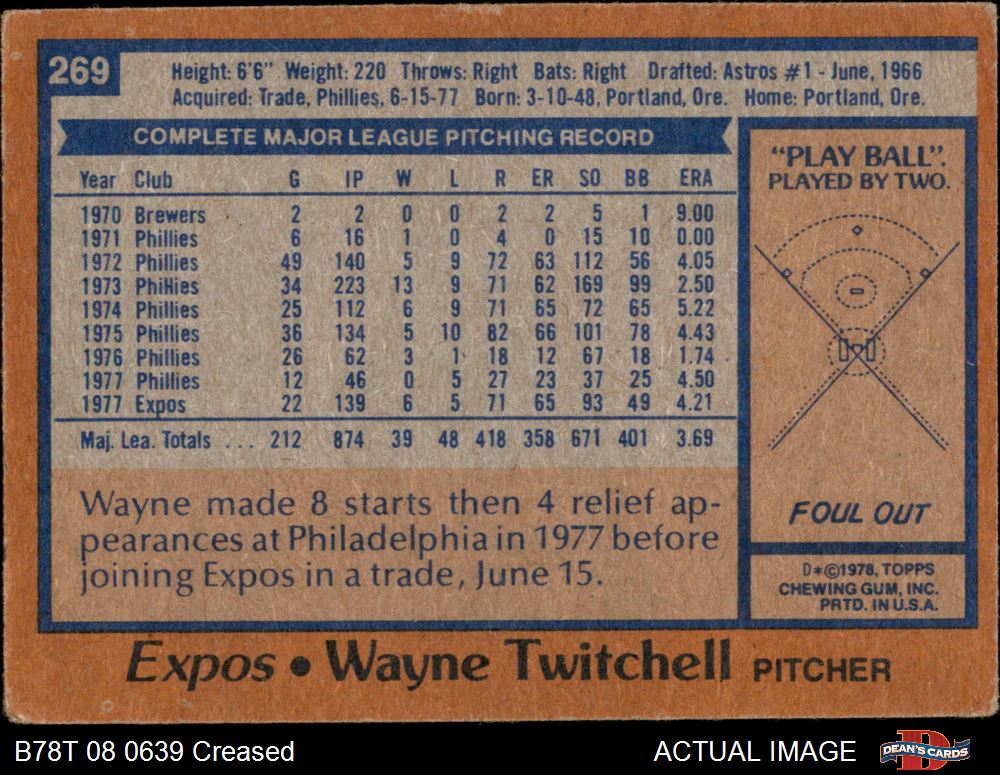 269
Height: 6'6" Weight: 220 Throws: Right Bats: Right Drafted: Astros #1 - June, 1966
Acquired: Trade, Phillies, 6-15-77 Born: 3-10-48, Portland, Ore. Home: Portland, Ore.
COMPLETE MAJOR LEAGUE PITCHING RECORD
Year Club G IP W L R ER SO BB ERA
1970 Brewers 2 2 0 0 2 2 5 1 9.00
1971 Phillies 6 16 1 0 4 0 15 10 0.00
1972 Phillies 49 140 5 9 72 63 112 56 4.05
1973 Phillies 34 223 13 9 71 62 169 99 2.50
1974 Phillies 25 112 6 9 71 65 72 65 5.22
1975 Phillies 36 134 5 10 82 66 101 78 4.43
1976 Phillies 26 62 3 1 18 12 67 18 1.74
1977 Phillies 12 46 0 5 27 23 37 25 4.50
1977 Expos 22 139 6 5 71 65 93 49 4.21
Maj. Lea. Totals . . . 212 874 39 48 418 358 671 401 3.69
Wayne made 8 starts then 4 relief ap-
pearances at Philadelphia in 1977 before
joining Expos in a trade, June 15.
"PLAY BALL".
PLAYED BY TWO.
FOUL OUT
D*©1978, TOPPS
CHEWING GUM, INC.
PRTD. IN U.S.A.
Expos • Wayne Twitchell PITCHER
B78T 08 0639 Creased
ACTUAL IMAGE
DEAN'S CARDS